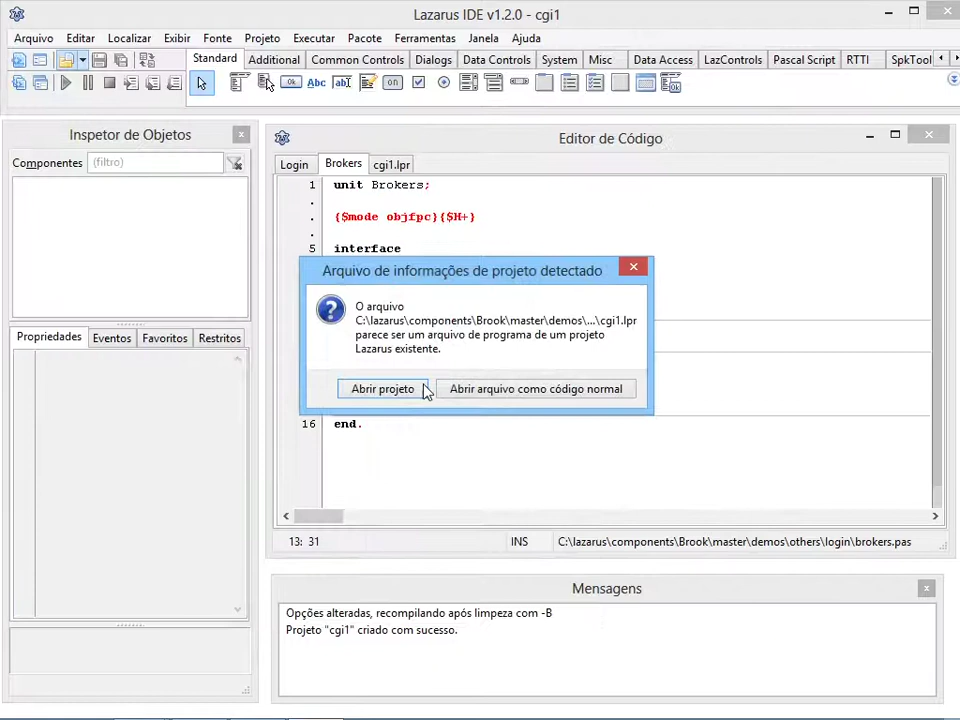 Lazarus IDE v1.2.0 - cgi1
Arquivo Editar Localizar Exibir Fonte Projeto Executar Pacote Ferramentas Janela Ajuda
Standard Additional Common Controls Dialogs Data Controls System Misc Data Access LazControls Pascal Script RTTI SpkTool
Ok Abc abI on
Inspetor de Objetos
Componentes (filtro)
Propriedades Eventos Favoritos Restritos
Editor de Código
Login Brokers cgi1.lpr
1 unit Brokers;
.
. {$mode objfpc}{$H+}
.
5 interface
Arquivo de informações de projeto detectado
O arquivo
C:\lazarus\components\Brook\master\demos\...\cgi1.lpr
parece ser um arquivo de programa de um projeto
Lazarus existente.
Abrir projeto Abrir arquivo como código normal
16 end.
13: 31 INS C:\lazarus\components\Brook\master\demos\others\login\brokers.pas
Mensagens
Opções alteradas, recompilando após limpeza com -B
Projeto "cgi1" criado com sucesso.